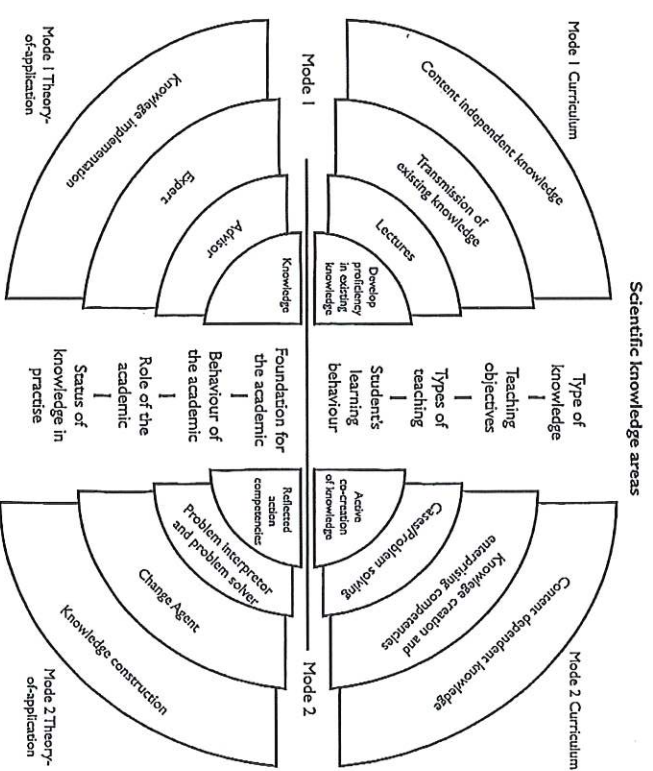 Scientific knowledge areas
Mode 1 Curriculum
Mode 2 Curriculum
Content independent knowledge
Transmission of
existing knowledge
Lectures
Develop
proficiency
in existing
knowledge
Type of
knowledge
Teaching
objectives
Types of
teaching
Student's
learning
behaviour
Content dependent knowledge
Knowlege creation and
enterprising competencies
Cases/Problem solving
Active
co-creation
of knowledge
Mode 1
Mode 2
Knowledge
Advisor
Expert
Knowlege implementation
Foundation for
the academic
Behaviour of
the academic
Role of the
academic
Status of
knowledge in
practise
Reflected
action
competencies
Problem interpretor
and problem solver
Change Agent
Knowledge construction
Mode 1 Theory-
of-application
Mode 2 Theory-
of-application